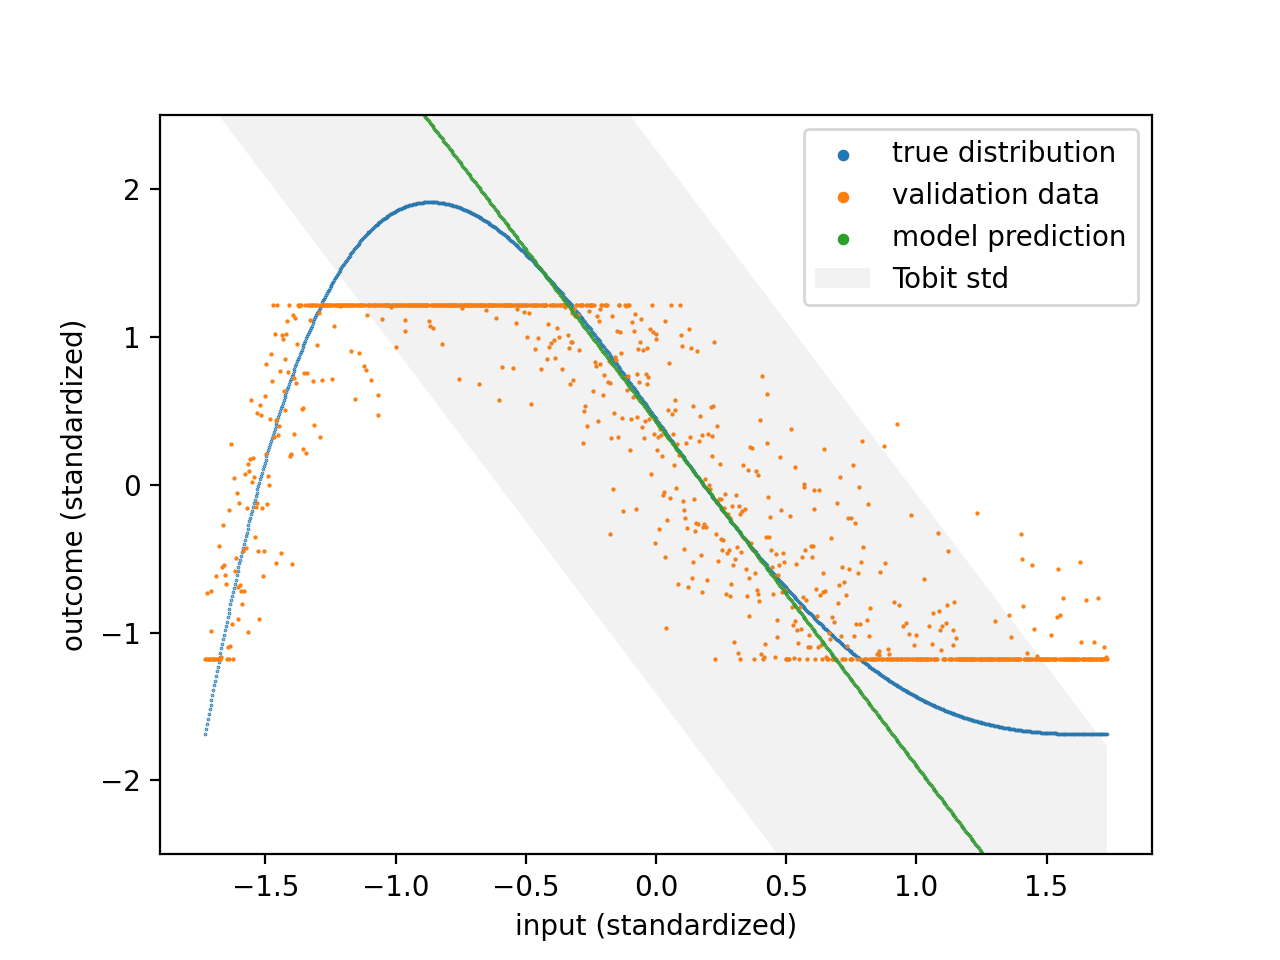 true distribution
validation data
model prediction
Tobit std
2
1
0
−1
−2
outcome (standardized)
−1.5
−1.0
−0.5
0.0
0.5
1.0
1.5
input (standardized)